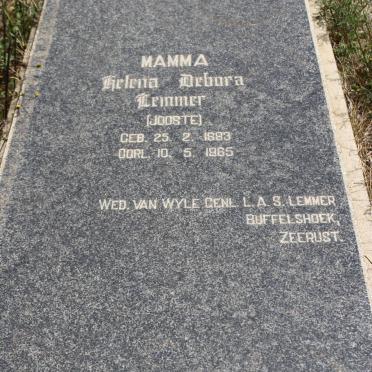 MAMMA
Helena Debora
Lemmer
(JOOSTE)
GEB. 25. 2. 1883
OORL. 10. 5. 1965
WED. VAN WYLE GENL. L. A. S. LEMMER
BUFFELSHOEK,
ZEERUST.